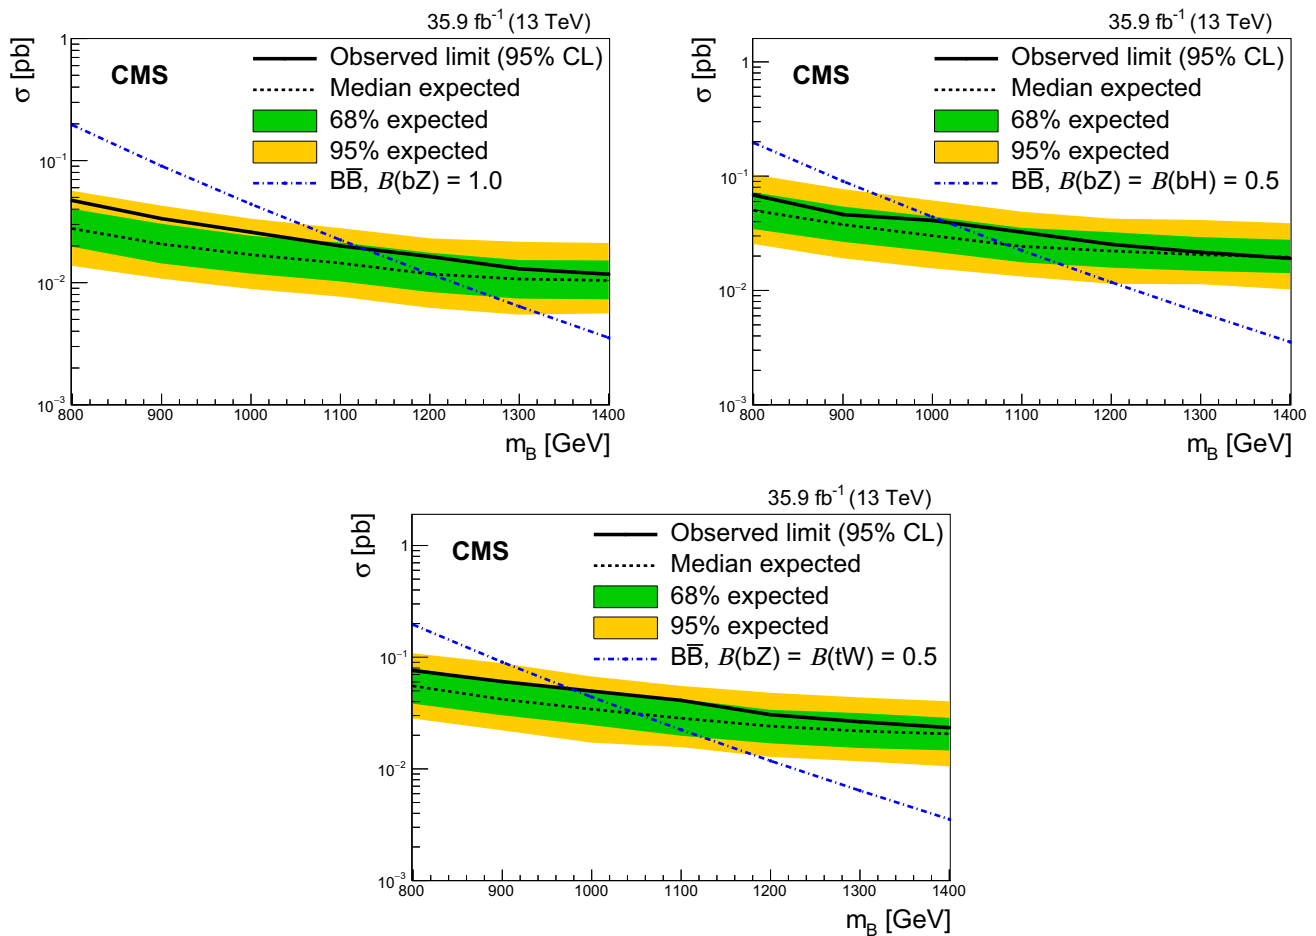 35.9 fb⁻¹ (13 TeV)
σ [pb]
CMS
Observed limit (95% CL)
Median expected
68% expected
95% expected
BB̅, B(bZ) = 1.0
1
10⁻¹
10⁻²
10⁻³
800 900 1000 1100 1200 1300 1400
m_B [GeV]
35.9 fb⁻¹ (13 TeV)
σ [pb]
CMS
Observed limit (95% CL)
Median expected
68% expected
95% expected
BB̅, B(bZ) = B(bH) = 0.5
1
10⁻¹
10⁻²
10⁻³
800 900 1000 1100 1200 1300 1400
m_B [GeV]
35.9 fb⁻¹ (13 TeV)
σ [pb]
CMS
Observed limit (95% CL)
Median expected
68% expected
95% expected
BB̅, B(bZ) = B(tW) = 0.5
1
10⁻¹
10⁻²
10⁻³
800 900 1000 1100 1200 1300 1400
m_B [GeV]